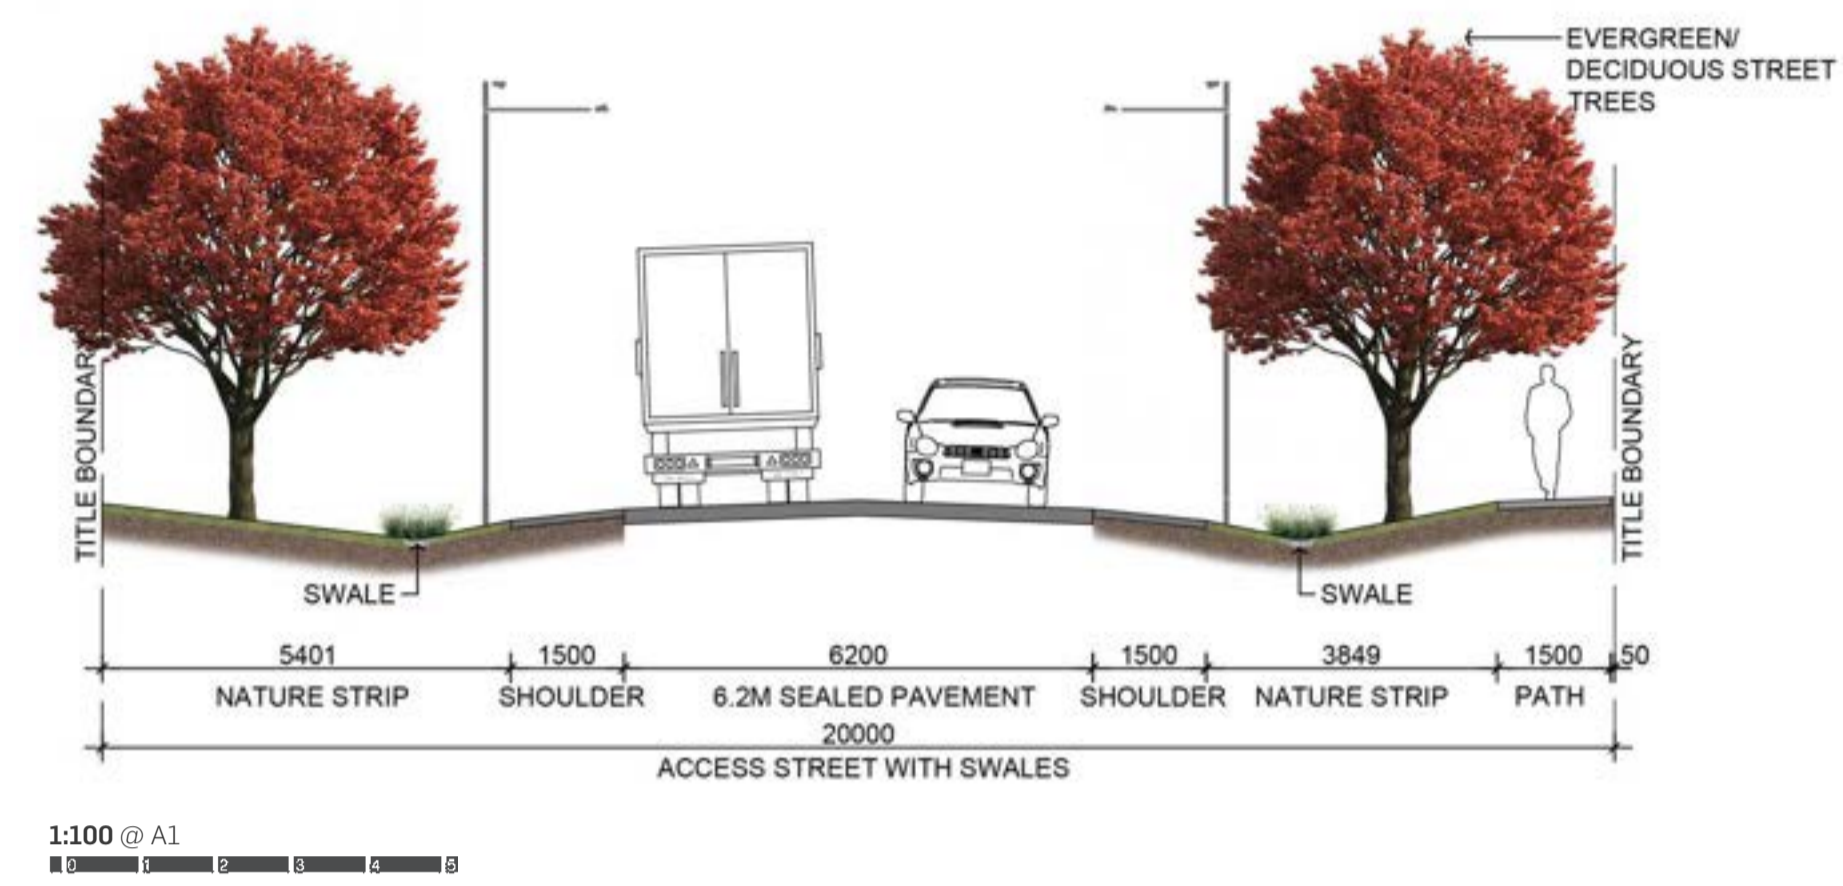 EVERGREEN/
DECIDUOUS STREET
TREES
TITLE BOUNDARY
TITLE BOUNDARY
SWALE
SWALE
5401 1500 6200 1500 3849 1500 50
NATURE STRIP SHOULDER 6.2M SEALED PAVEMENT SHOULDER NATURE STRIP PATH
20000
ACCESS STREET WITH SWALES
1:100 @ A1
0 1 2 3 4 5